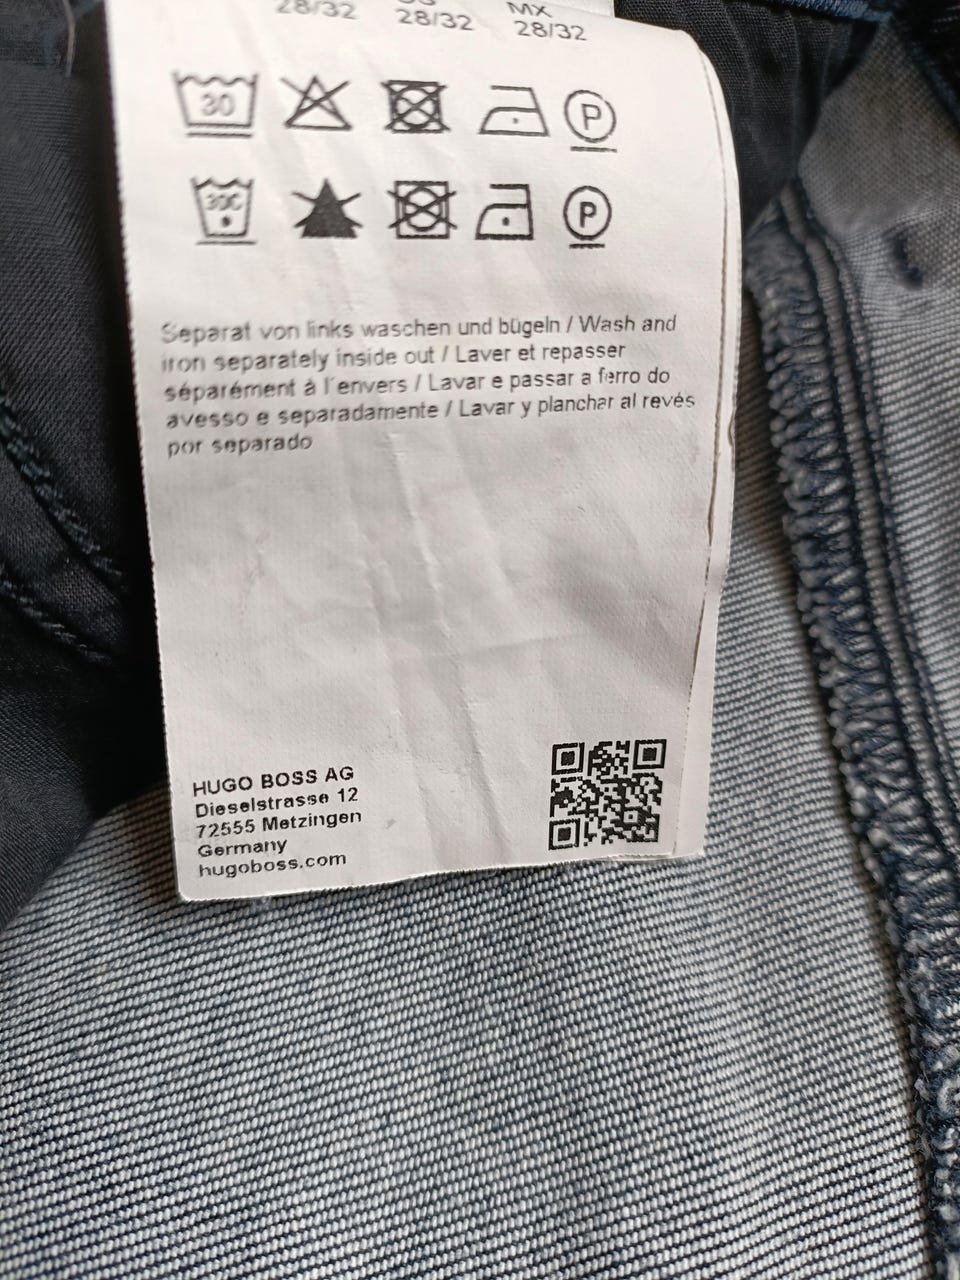 28/32 28/32 MX
28/32
30 P
30C P
Separat von links waschen und bügeln / Wash and
iron separately inside out / Laver et repasser
séparément à l'envers / Lavar e passar a ferro do
avesso e separadamente / Lavar y planchar al revés
por separado
HUGO BOSS AG
Dieselstrasse 12
72555 Metzingen
Germany
hugoboss.com